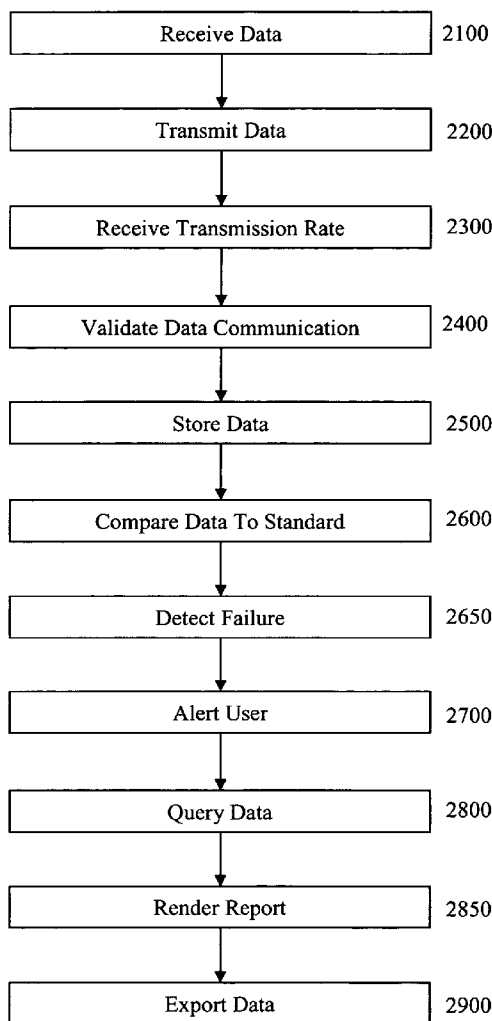 Receive Data 2100
Transmit Data 2200
Receive Transmission Rate 2300
Validate Data Communication 2400
Store Data 2500
Compare Data To Standard 2600
Detect Failure 2650
Alert User 2700
Query Data 2800
Render Report 2850
Export Data 2900